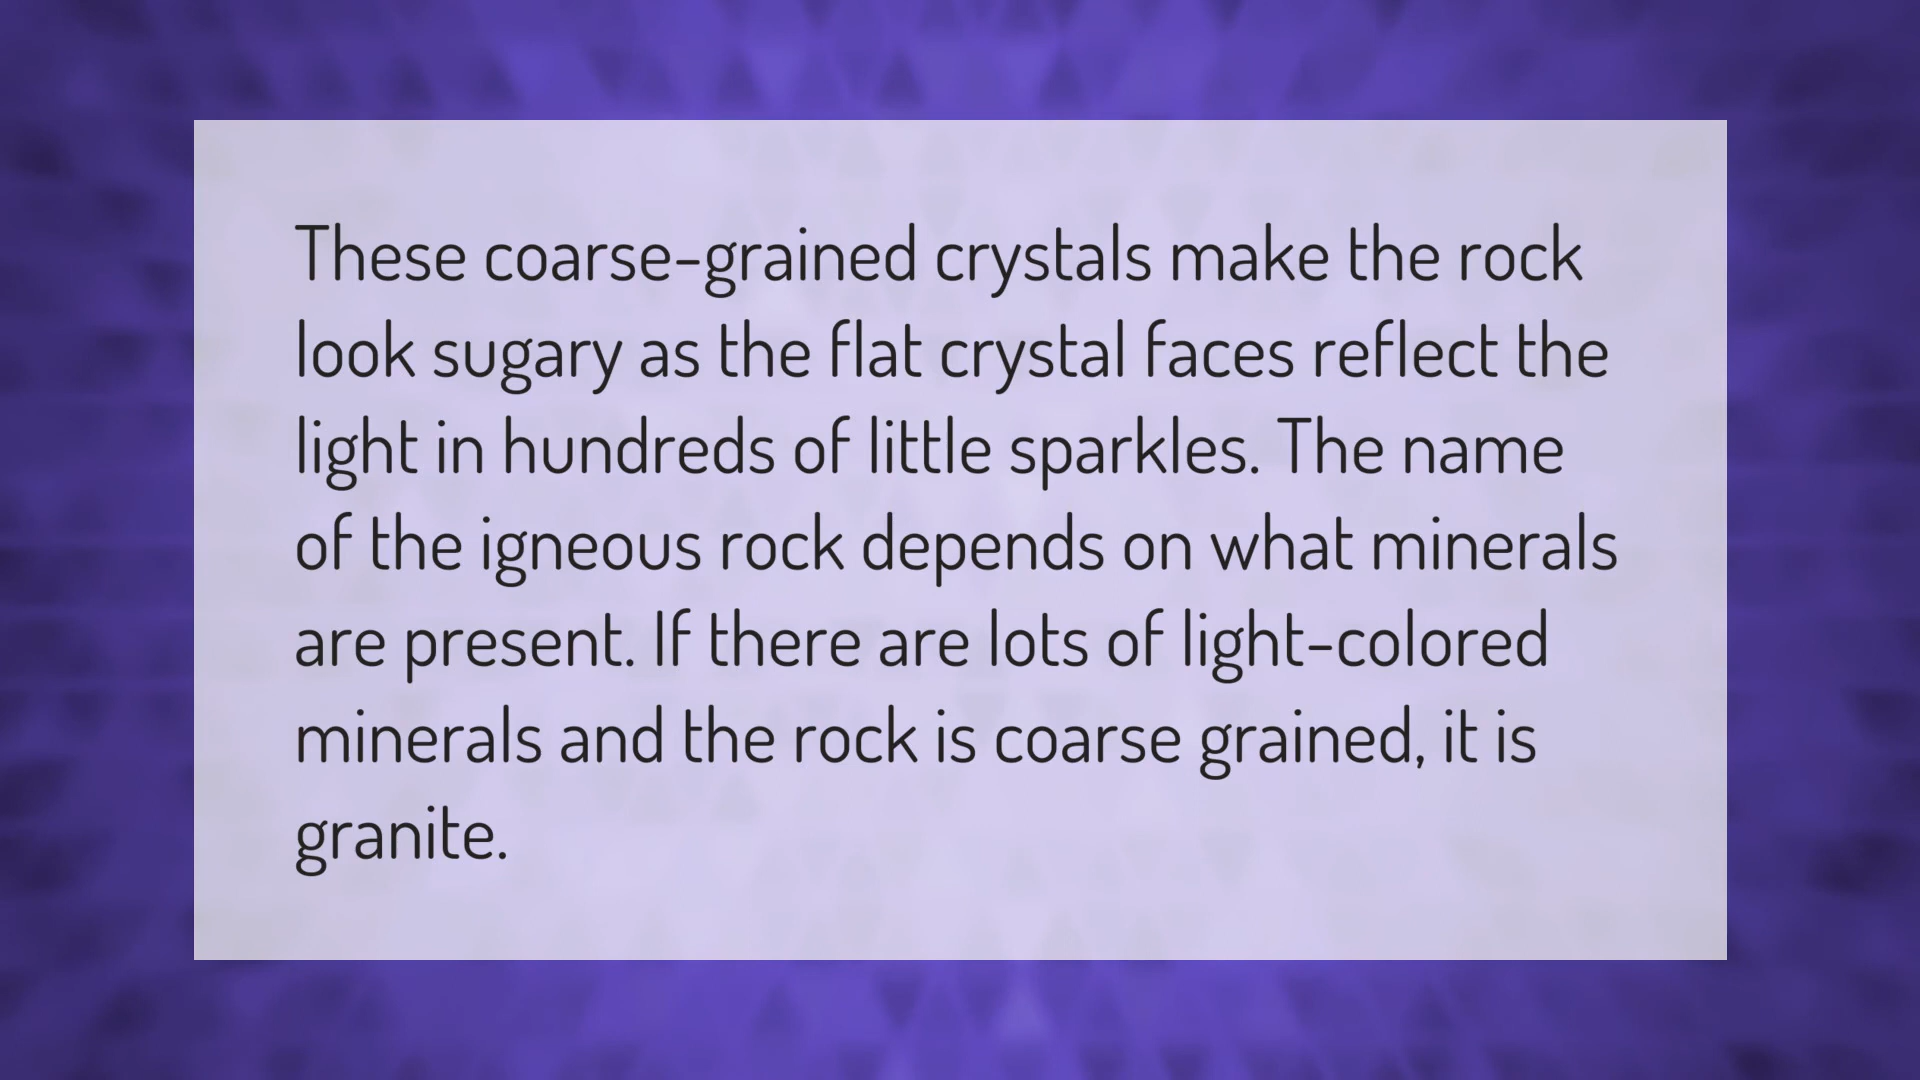 These coarse-grained crystals make the rock
look sugary as the flat crystal faces reflect the
light in hundreds of little sparkles. The name
of the igneous rock depends on what minerals
are present. If there are lots of light-colored
minerals and the rock is coarse grained, it is
granite.